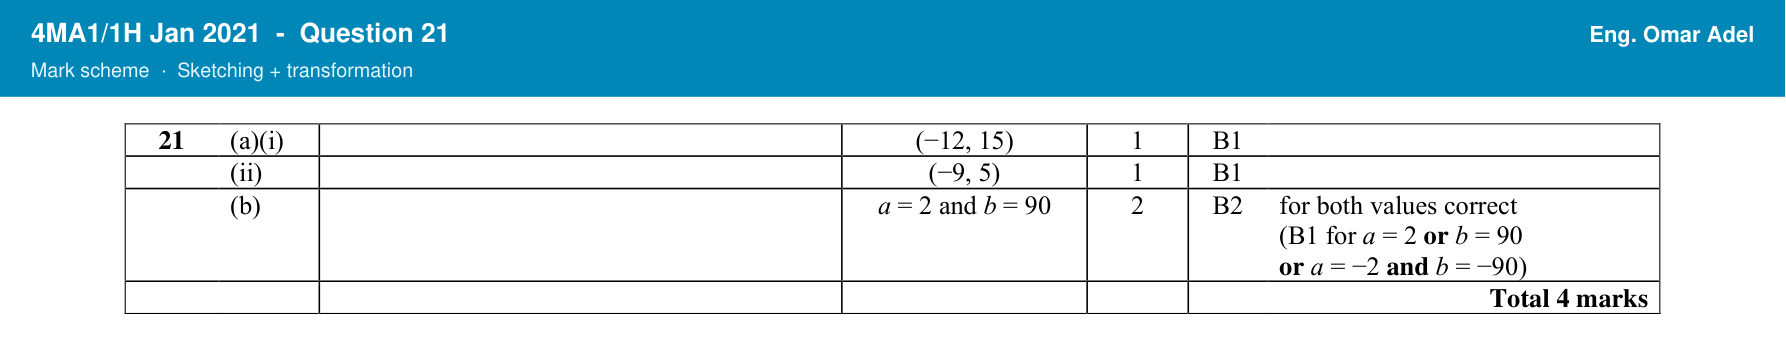 4MA1/1H Jan 2021 - Question 21
Eng. Omar Adel
Mark scheme · Sketching + transformation
21 (a)(i) (−12, 15) 1 B1
(ii) (−9, 5) 1 B1
(b) a = 2 and b = 90 2 B2 for both values correct
(B1 for a = 2 or b = 90
or a = −2 and b = −90)
Total 4 marks